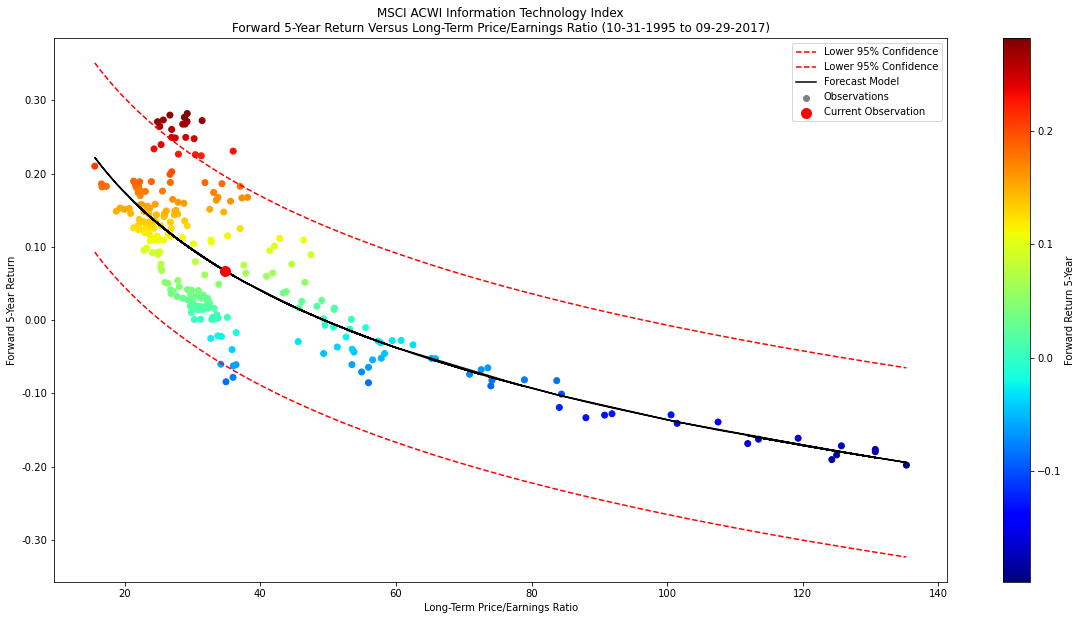 MSCI ACWI Information Technology Index
Forward 5-Year Return Versus Long-Term Price/Earnings Ratio (10-31-1995 to 09-29-2017)
Lower 95% Confidence
Lower 95% Confidence
Forecast Model
Observations
Current Observation
Forward 5-Year Return
0.30
0.20
0.10
0.00
-0.10
-0.20
-0.30
20
40
60
80
100
120
140
Long-Term Price/Earnings Ratio
0.2
0.1
0.0
−0.1
Forward Return 5-Year